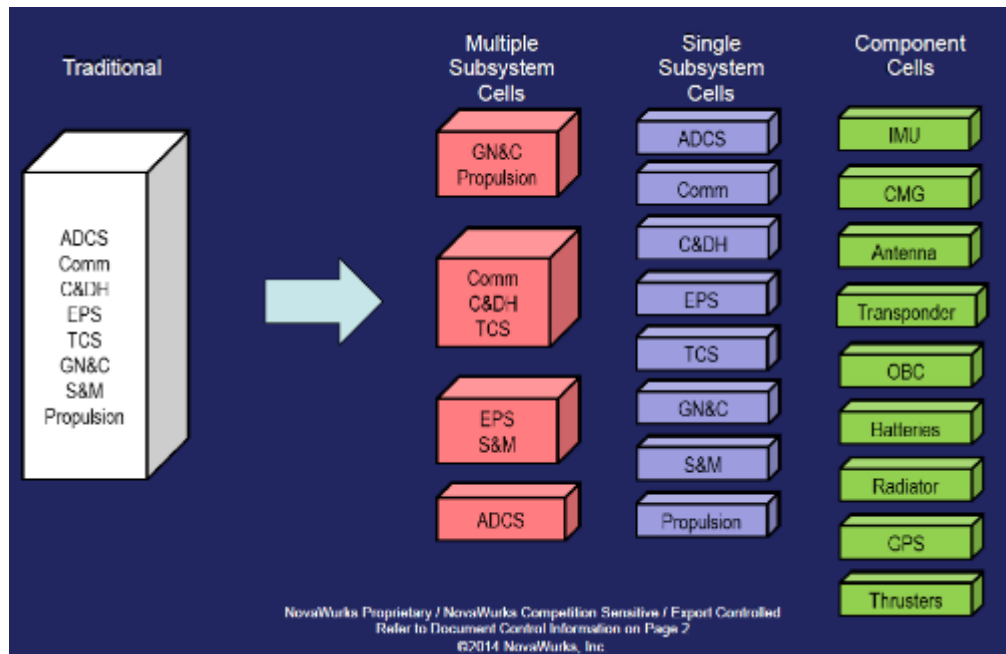 Traditional
ADCS
Comm
C&DH
EPS
TCS
GN&C
S&M
Propulsion
Multiple
Subsystem
Cells
GN&C
Propulsion
Comm
C&DH
TCS
EPS
S&M
ADCS
Single
Subsystem
Cells
ADCS
Comm
C&DH
EPS
TCS
GN&C
S&M
Propulsion
Component
Cells
IMU
CMG
Antenna
Transponder
OBC
Batteries
Radiator
GPS
Thrusters
NovaWurks Proprietary / NovaWurks Competition Sensitive / Export Controlled
Refer to Document Control Information on Page 2
©2014 NovaWurks, Inc